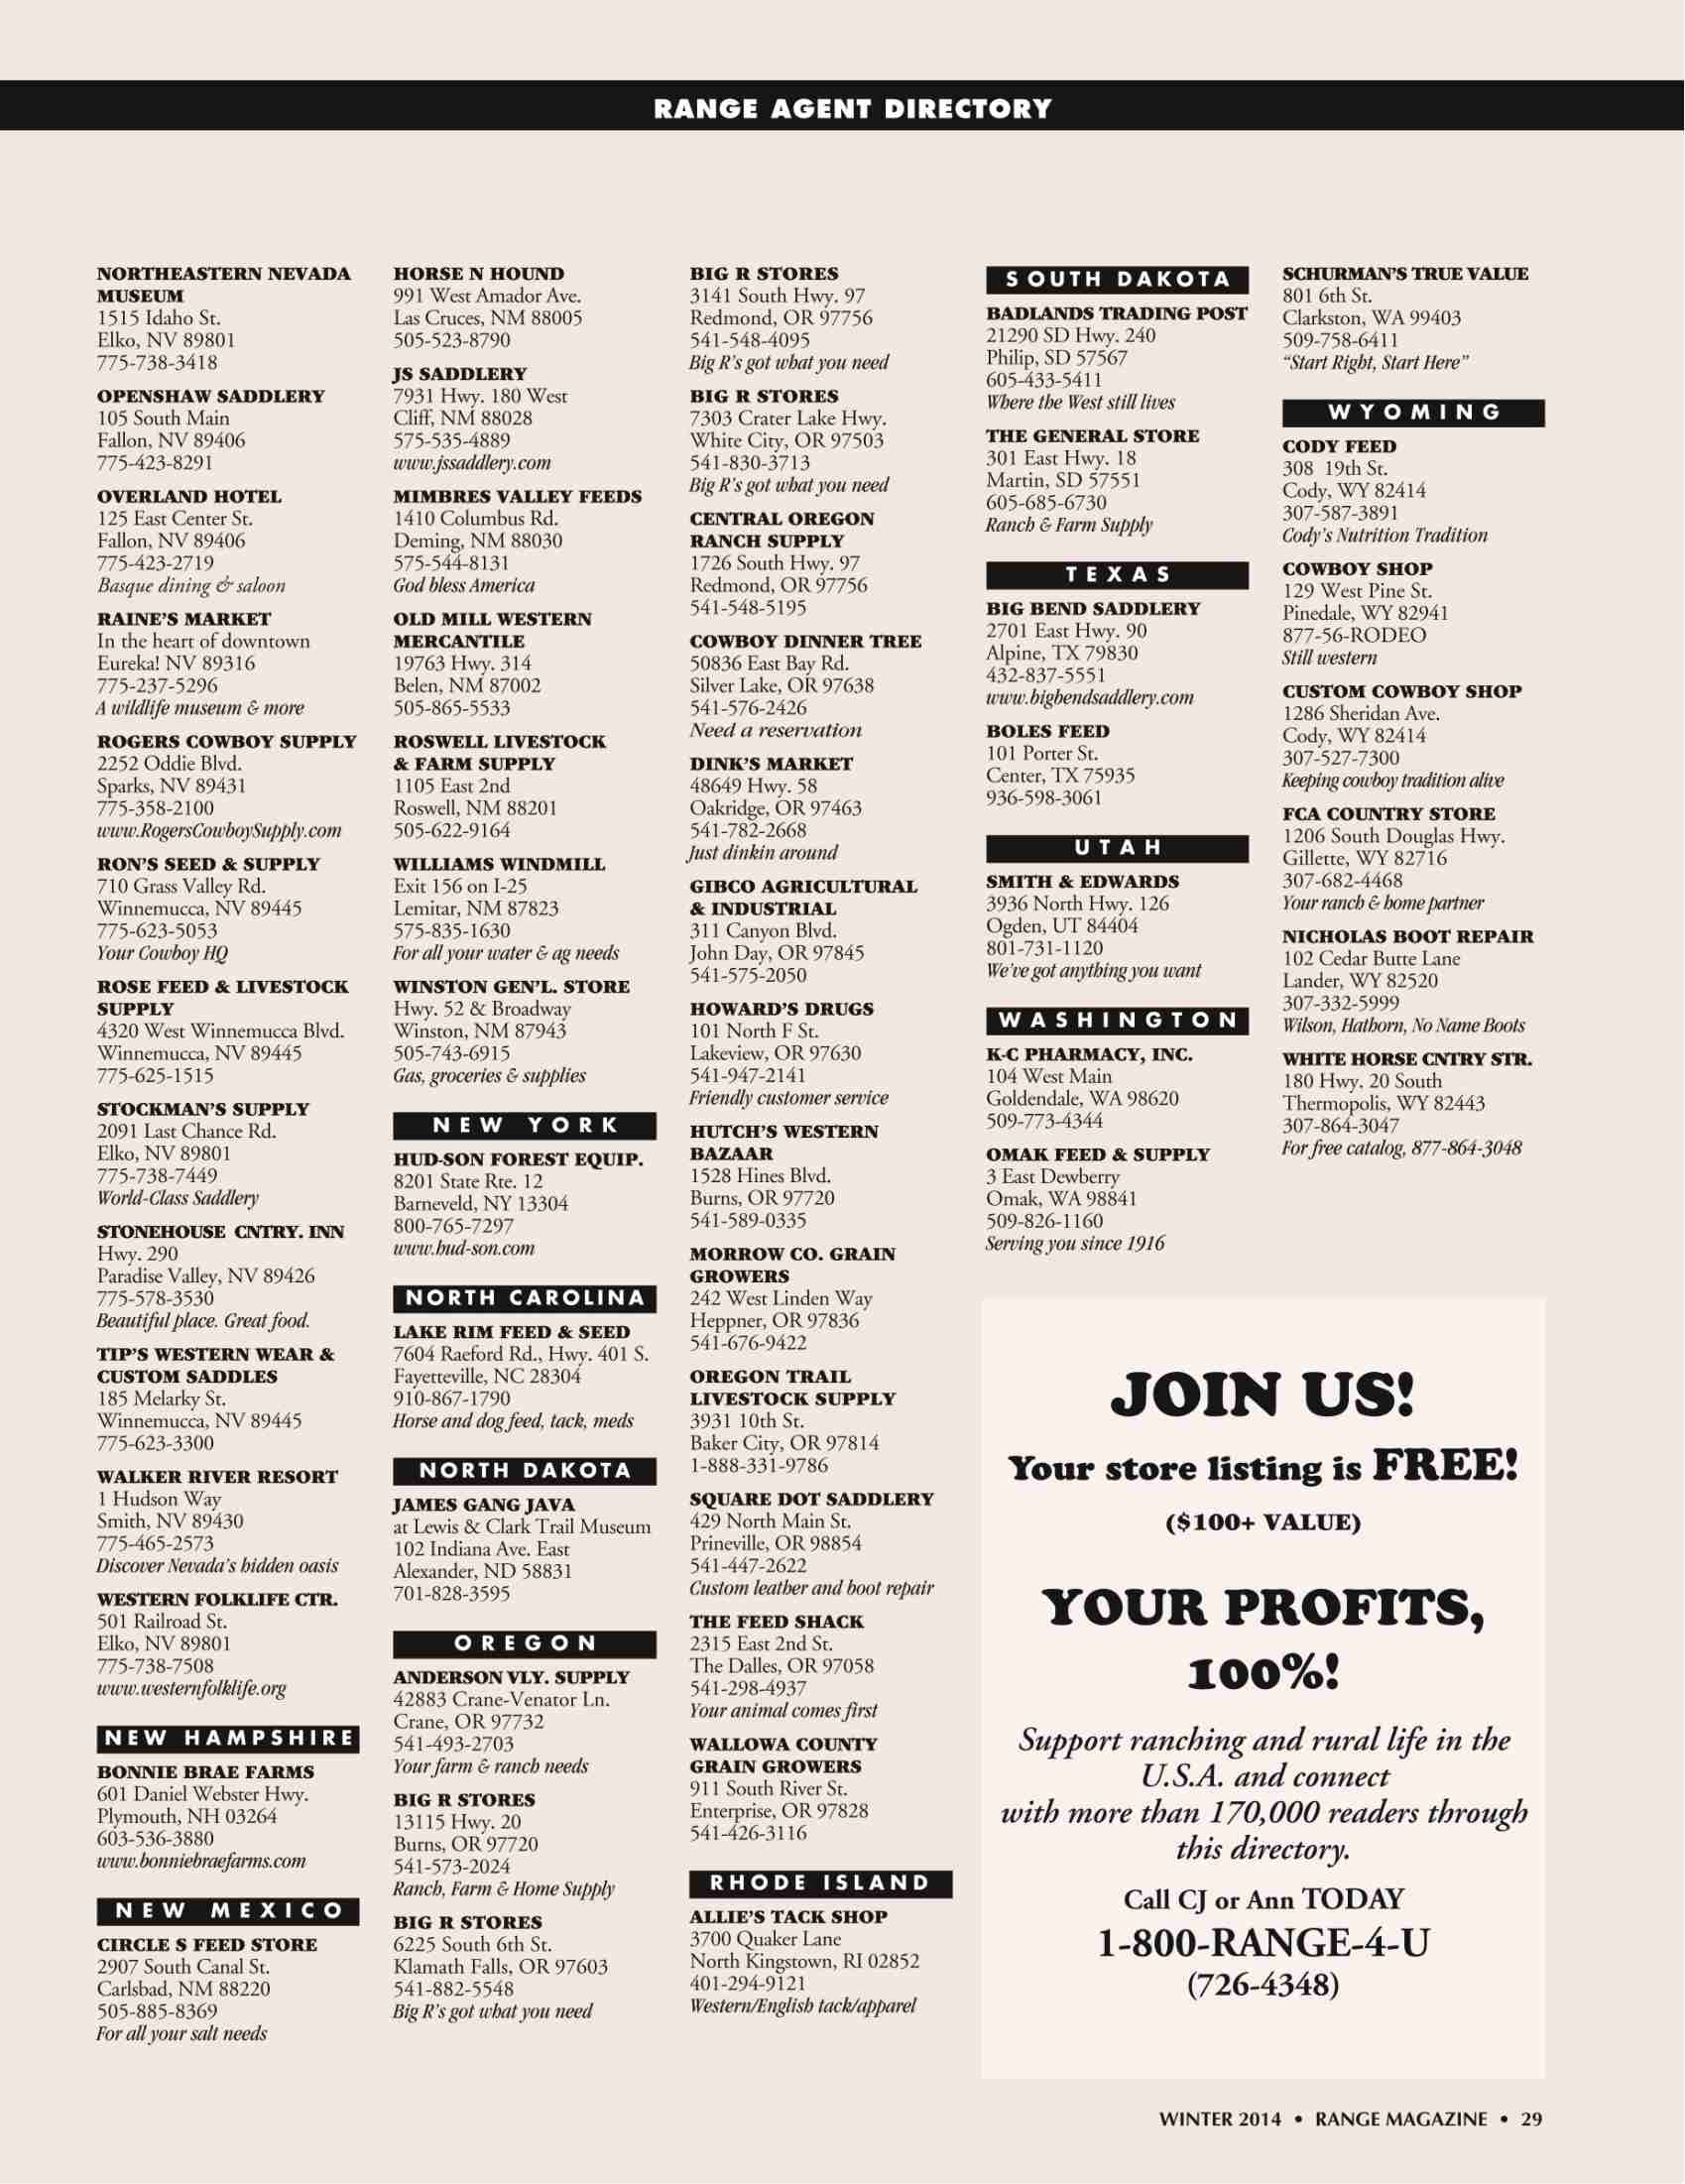 RANGE AGENT DIRECTORY
NORTHEASTERN NEVADA
MUSEUM
1515 Idaho St.
Elko, NV 89801
775-738-3418
OPENSHAW SADDLERY
105 South Main
Fallon, NV 89406
775-423-8291
OVERLAND HOTEL
125 East Center St.
Fallon, NV 89406
775-423-2719
Basque dining & saloon
RAINE'S MARKET
In the heart of downtown
Eureka! NV 89316
775-237-5296
A wildlife museum & more
ROGERS COWBOY SUPPLY
2252 Oddie Blvd.
Sparks, NV 89431
775-358-2100
www.RogersCowboySupply.com
RON'S SEED & SUPPLY
710 Grass Valley Rd.
Winnemucca, NV 89445
775-623-5053
Your Cowboy HQ
ROSE FEED & LIVESTOCK
SUPPLY
4320 West Winnemucca Blvd.
Winnemucca, NV 89445
775-625-1515
STOCKMAN'S SUPPLY
2091 Last Chance Rd.
Elko, NV 89801
775-738-7449
World-Class Saddlery
STONEHOUSE CNTRY. INN
Hwy. 290
Paradise Valley, NV 89426
775-578-3530
Beautiful place. Great food.
TIP'S WESTERN WEAR &
CUSTOM SADDLES
185 Melarky St.
Winnemucca, NV 89445
775-623-3300
WALKER RIVER RESORT
1 Hudson Way
Smith, NV 89430
775-465-2573
Discover Nevada's hidden oasis
WESTERN FOLKLIFE CTR.
501 Railroad St.
Elko, NV 89801
775-738-7508
www.westernfolklife.org
NEW HAMPSHIRE
BONNIE BRAE FARMS
601 Daniel Webster Hwy.
Plymouth, NH 03264
603-536-3880
www.bonniebraefarms.com
NEW MEXICO
CIRCLE S FEED STORE
2907 South Canal St.
Carlsbad, NM 88220
505-885-8369
For all your salt needs
HORSE N HOUND
991 West Amador Ave.
Las Cruces, NM 88005
505-523-8790
JS SADDLERY
7931 Hwy. 180 West
Cliff, NM 88028
575-535-4889
www.jssaddlery.com
MIMBRES VALLEY FEEDS
1410 Columbus Rd.
Deming, NM 88030
575-544-8131
God bless America
OLD MILL WESTERN
MERCANTILE
19763 Hwy. 314
Belen, NM 87002
505-865-5533
ROSWELL LIVESTOCK
& FARM SUPPLY
1105 East 2nd
Roswell, NM 88201
505-622-9164
WILLIAMS WINDMILL
Exit 156 on I-25
Lemitar, NM 87823
575-835-1630
For all your water & ag needs
WINSTON GEN'L. STORE
Hwy. 52 & Broadway
Winston, NM 87943
505-743-6915
Gas, groceries & supplies
NEW YORK
HUD-SON FOREST EQUIP.
8201 State Rte. 12
Barneveld, NY 13304
800-765-7297
www.hud-son.com
NORTH CAROLINA
LAKE RIM FEED & SEED
7604 Raeford Rd., Hwy. 401 S.
Fayetteville, NC 28304
910-867-1790
Horse and dog feed, tack, meds
NORTH DAKOTA
JAMES GANG JAVA
at Lewis & Clark Trail Museum
102 Indiana Ave. East
Alexander, ND 58831
701-828-3595
OREGON
ANDERSON VLY. SUPPLY
42883 Crane-Venator Ln.
Crane, OR 97732
541-493-2703
Your farm & ranch needs
BIG R STORES
13115 Hwy. 20
Burns, OR 97720
541-573-2024
Ranch, Farm & Home Supply
BIG R STORES
6225 South 6th St.
Klamath Falls, OR 97603
541-882-5548
Big R's got what you need
BIG R STORES
3141 South Hwy. 97
Redmond, OR 97756
541-548-4095
Big R's got what you need
BIG R STORES
7303 Crater Lake Hwy.
White City, OR 97503
541-830-3713
Big R's got what you need
CENTRAL OREGON
RANCH SUPPLY
1726 South Hwy. 97
Redmond, OR 97756
541-548-5195
COWBOY DINNER TREE
50836 East Bay Rd.
Silver Lake, OR 97638
541-576-2426
Need a reservation
DINK'S MARKET
48649 Hwy. 58
Oakridge, OR 97463
541-782-2668
Just dinkin around
GIBCO AGRICULTURAL
& INDUSTRIAL
311 Canyon Blvd.
John Day, OR 97845
541-575-2050
HOWARD'S DRUGS
101 North F St.
Lakeview, OR 97630
541-947-2141
Friendly customer service
HUTCH'S WESTERN
BAZAAR
1528 Hines Blvd.
Burns, OR 97720
541-589-0335
MORROW CO. GRAIN
GROWERS
242 West Linden Way
Heppner, OR 97836
541-676-9422
OREGON TRAIL
LIVESTOCK SUPPLY
3931 10th St.
Baker City, OR 97814
1-888-331-9786
SQUARE DOT SADDLERY
429 North Main St.
Prineville, OR 98854
541-447-2622
Custom leather and boot repair
THE FEED SHACK
2315 East 2nd St.
The Dalles, OR 97058
541-298-4937
Your animal comes first
WALLOWA COUNTY
GRAIN GROWERS
911 South River St.
Enterprise, OR 97828
541-426-3116
RHODE ISLAND
ALLIE'S TACK SHOP
3700 Quaker Lane
North Kingstown, RI 02852
401-294-9121
Western/English tack/apparel
SOUTH DAKOTA
BADLANDS TRADING POST
21290 SD Hwy. 240
Philip, SD 57567
605-433-5411
Where the West still lives
THE GENERAL STORE
301 East Hwy. 18
Martin, SD 57551
605-685-6730
Ranch & Farm Supply
TEXAS
BIG BEND SADDLERY
2701 East Hwy. 90
Alpine, TX 79830
432-837-5551
www.bigbendsaddlery.com
BOLES FEED
101 Porter St.
Center, TX 75935
936-598-3061
UTAH
SMITH & EDWARDS
3936 North Hwy. 126
Ogden, UT 84404
801-731-1120
We've got anything you want
WASHINGTON
K-C PHARMACY, INC.
104 West Main
Goldendale, WA 98620
509-773-4344
OMAK FEED & SUPPLY
3 East Dewberry
Omak, WA 98841
509-826-1160
Serving you since 1916
SCHURMAN'S TRUE VALUE
801 6th St.
Clarkston, WA 99403
509-758-6411
"Start Right, Start Here"
WYOMING
CODY FEED
308 19th St.
Cody, WY 82414
307-587-3891
Cody's Nutrition Tradition
COWBOY SHOP
129 West Pine St.
Pinedale, WY 82941
877-56-RODEO
Still western
CUSTOM COWBOY SHOP
1286 Sheridan Ave.
Cody, WY 82414
307-527-7300
Keeping cowboy tradition alive
FCA COUNTRY STORE
1206 South Douglas Hwy.
Gillette, WY 82716
307-682-4468
Your ranch & home partner
NICHOLAS BOOT REPAIR
102 Cedar Butte Lane
Lander, WY 82520
307-332-5999
Wilson, Hathorn, No Name Boots
WHITE HORSE CNTRY STR.
180 Hwy. 20 South
Thermopolis, WY 82443
307-864-3047
For free catalog, 877-864-3048
JOIN US!
Your store listing is FREE!
($100+ VALUE)
YOUR PROFITS,
100%!
Support ranching and rural life in the
U.S.A. and connect
with more than 170,000 readers through
this directory.
Call CJ or Ann TODAY
1-800-RANGE-4-U
(726-4348)
WINTER 2014 • RANGE MAGAZINE • 29